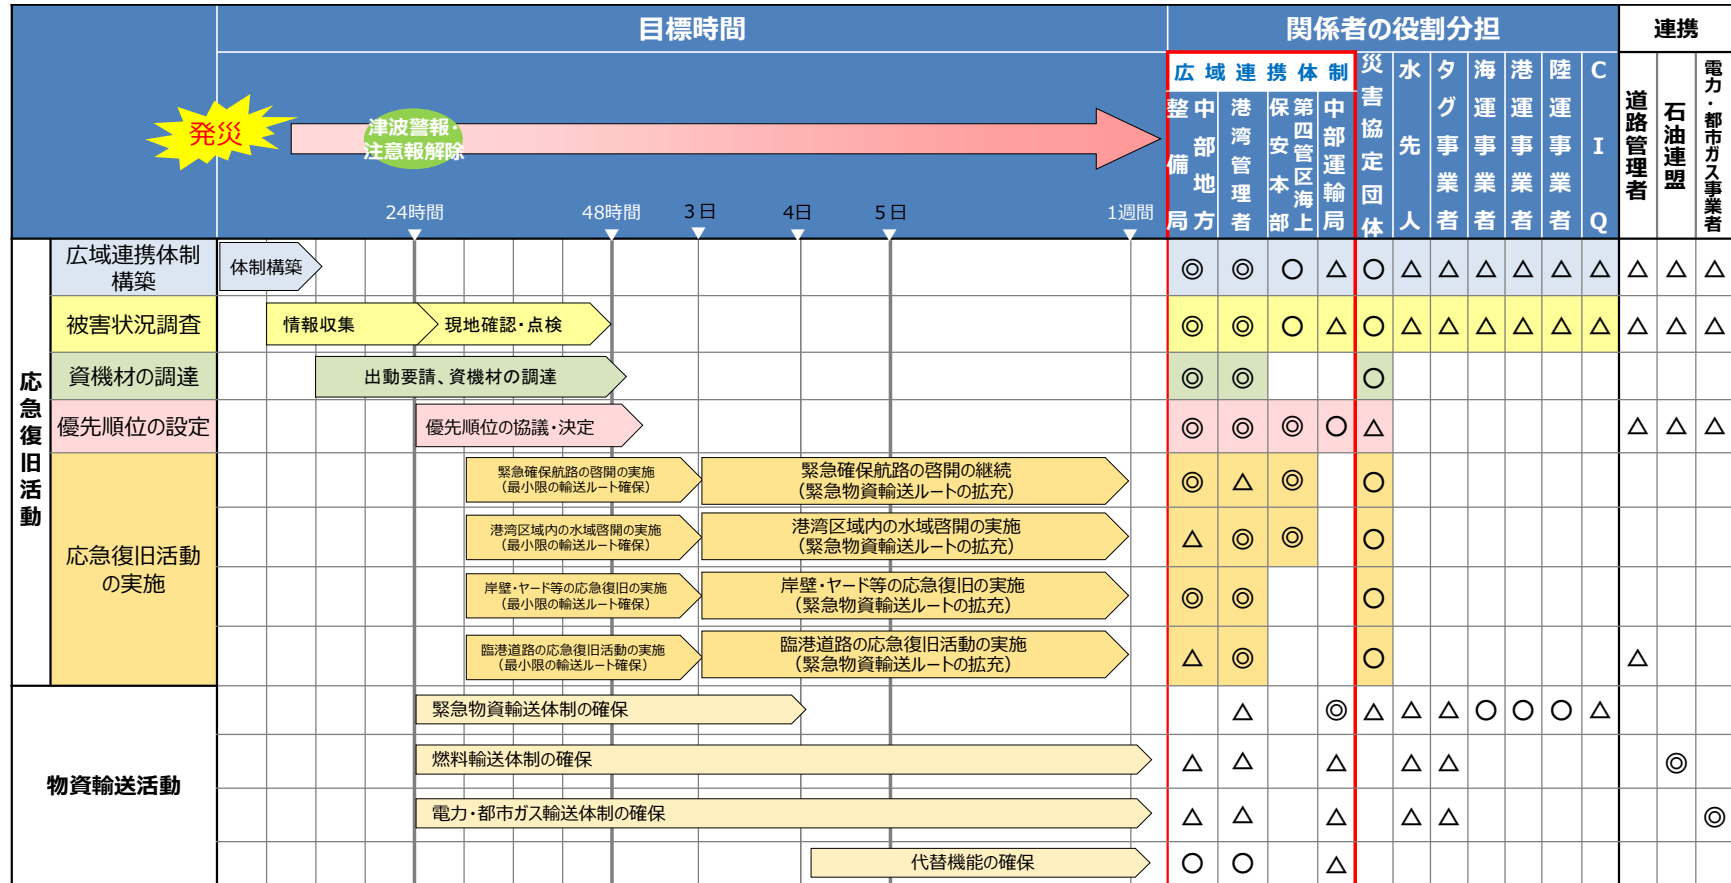 目標時間
関係者の役割分担
連携
広域連携体制
中部地方整備局
港湾管理者
第四管区海上保安本部
中部運輸局
災害協定団体
水先人
タグ事業者
海運事業者
港運事業者
陸運事業者
CIQ
道路管理者
石油連盟
電力・都市ガス事業者
発災
津波警報・
注意報解除
24時間
48時間
3日
4日
5日
1週間
応急復旧活動
広域連携体制
構築
体制構築
◎ ◎ ○ △ ○ △ △ △ △ △ △ △ △ △
被害状況調査
情報収集
現地確認・点検
◎ ◎ ○ △ ○ △ △ △ △ △ △ △ △ △
資機材の調達
出動要請、資機材の調達
◎ ◎ ○
優先順位の設定
優先順位の協議・決定
◎ ◎ ◎ ○ △ △ △ △
応急復旧活動
の実施
緊急確保航路の啓開の実施
(最小限の輸送ルート確保)
緊急確保航路の啓開の継続
(緊急物資輸送ルートの拡充)
◎ △ ◎ ○
港湾区域内の水域啓開の実施
(最小限の輸送ルート確保)
港湾区域内の水域啓開の実施
(緊急物資輸送ルートの拡充)
△ ◎ ◎ ○
岸壁・ヤード等の応急復旧の実施
(最小限の輸送ルート確保)
岸壁・ヤード等の応急復旧の実施
(緊急物資輸送ルートの拡充)
◎ ◎ ○
臨港道路の応急復旧活動の実施
(最小限の輸送ルート確保)
臨港道路の応急復旧活動の実施
(緊急物資輸送ルートの拡充)
△ ◎ ○ △
物資輸送活動
緊急物資輸送体制の確保
△ ◎ △ △ △ ○ ○ ○ △
燃料輸送体制の確保
△ △ △ △ △ ◎
電力・都市ガス輸送体制の確保
△ △ △ △ △ ◎
代替機能の確保
○ ○ △